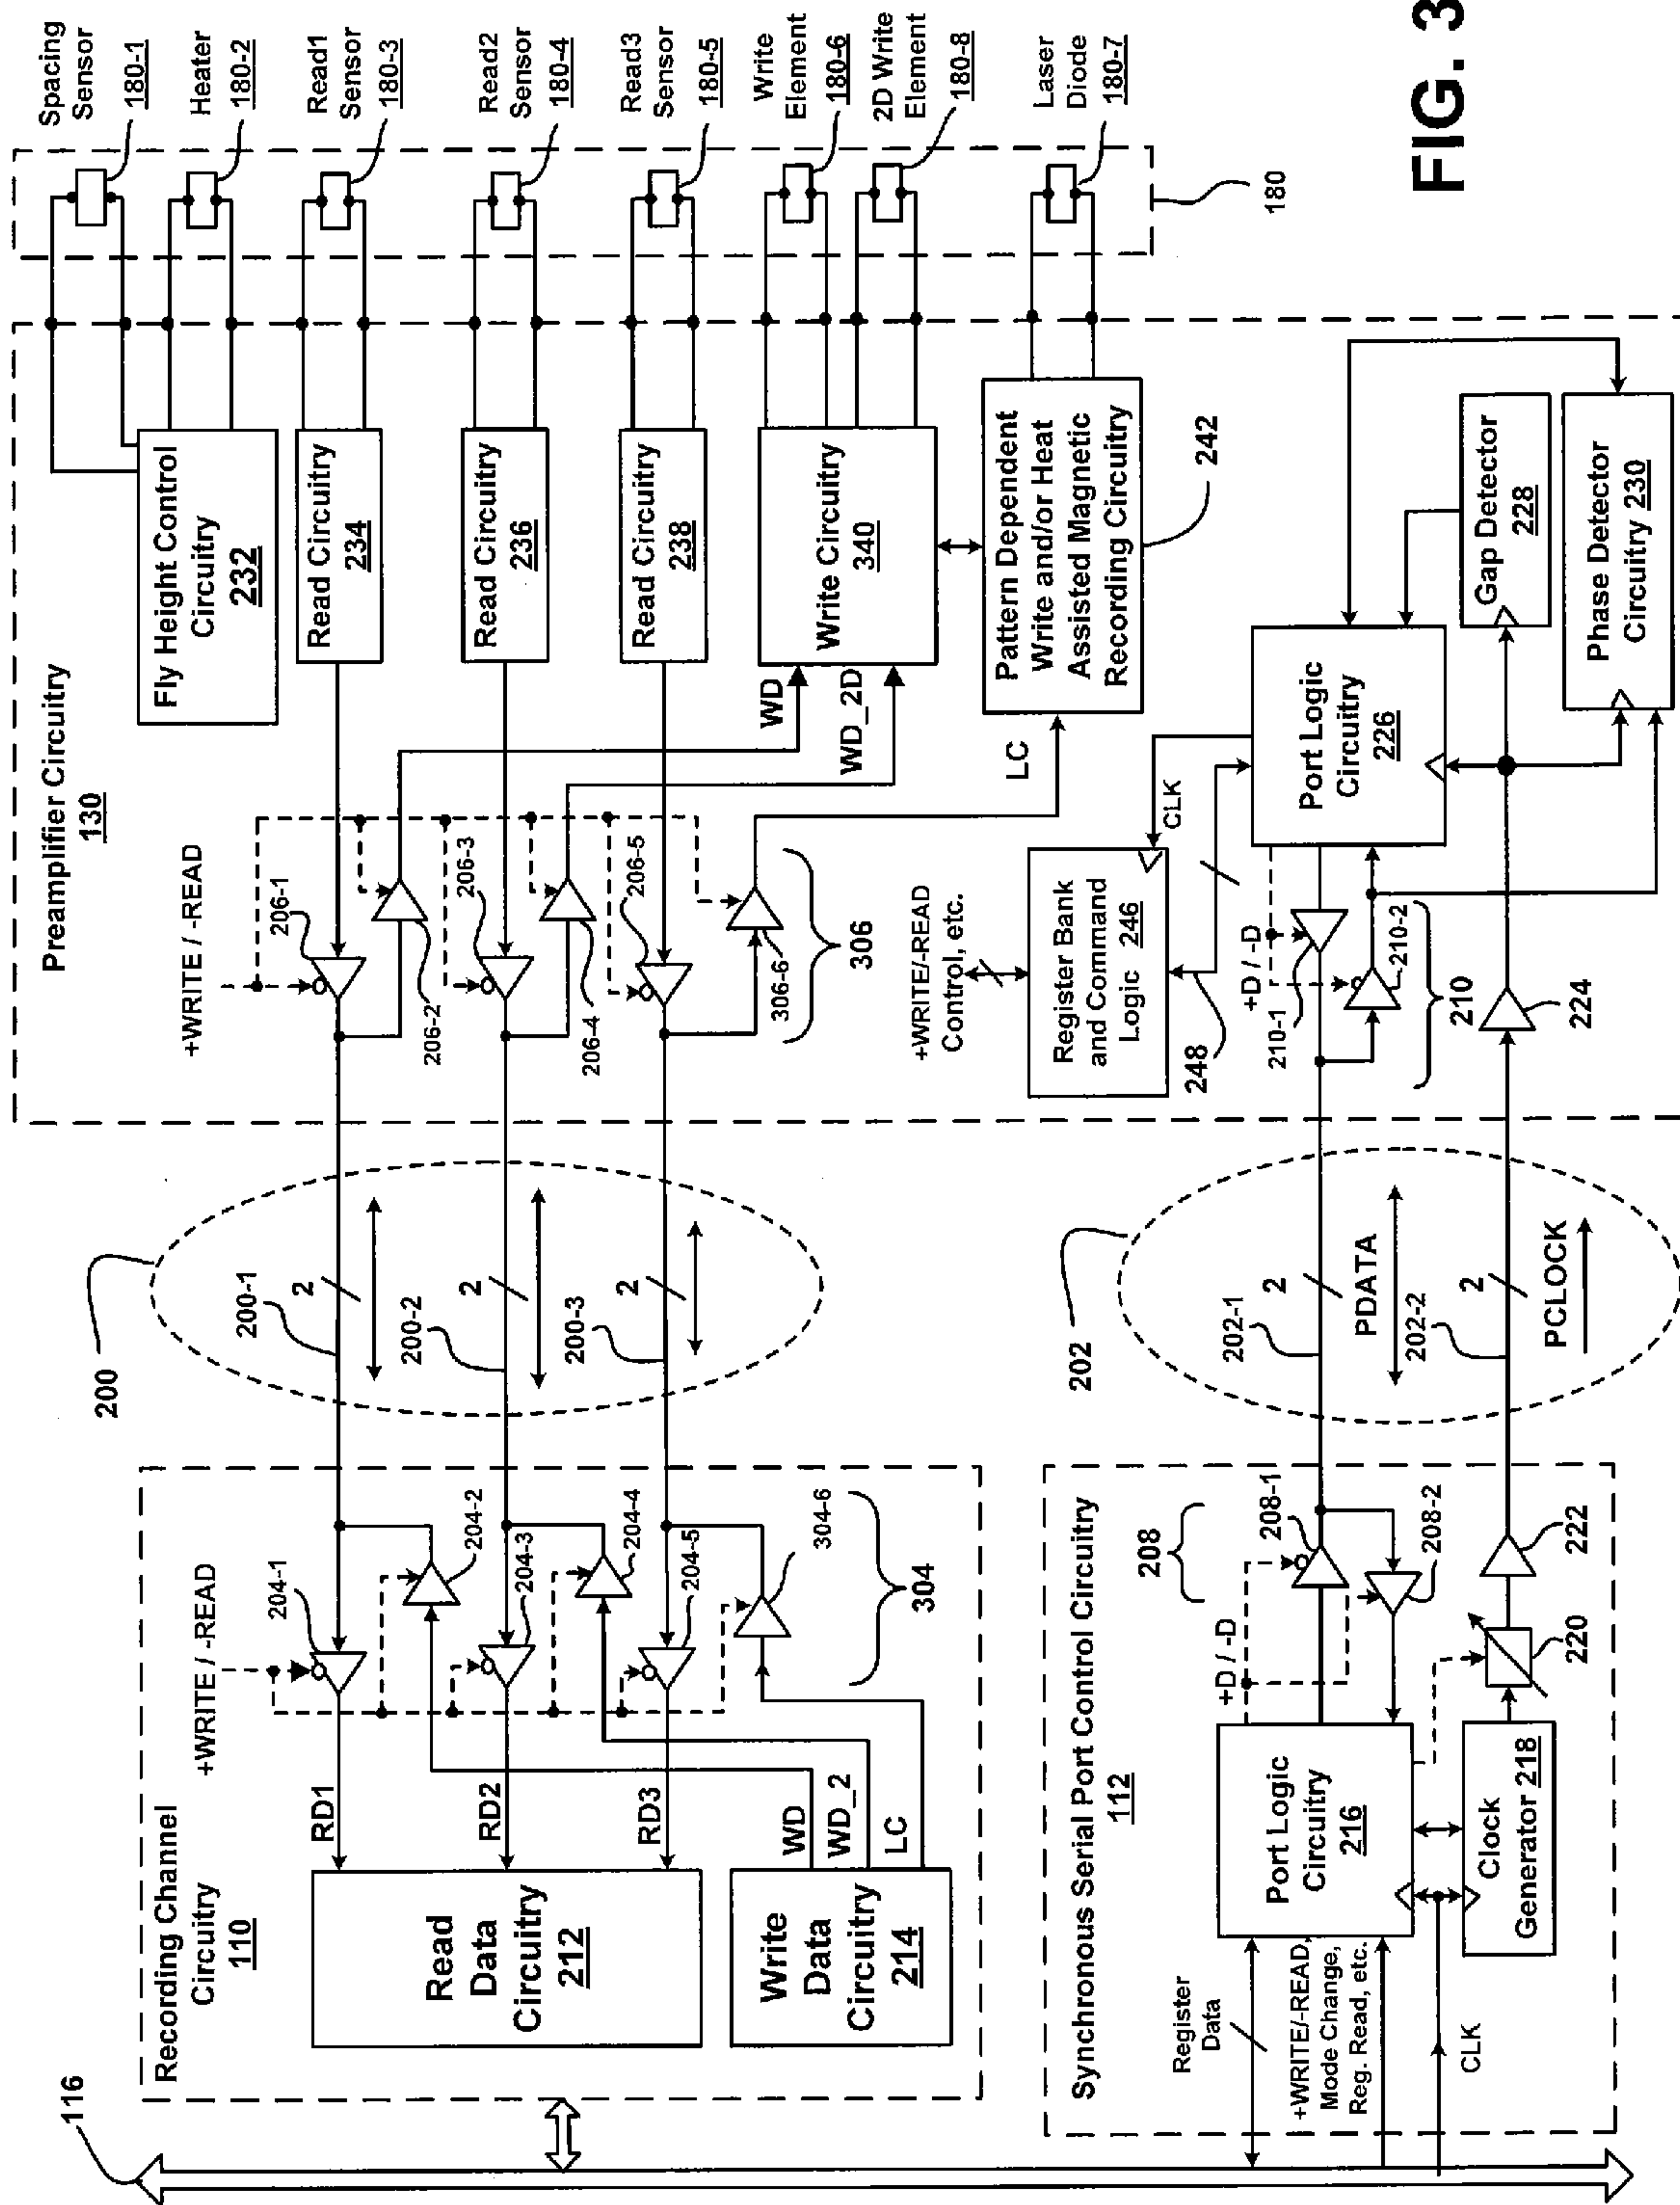 116
Recording Channel
Circuitry
110
+WRITE / -READ
204-1
204-2
204-3
204-4
204-5
304-6
304
RD1
RD2
RD3
WD
WD_2
LC
Read
Data
Circuitry
212
Write
Data
Circuitry
214
200
200-1
2
200-2
2
200-3
2
Preamplifier Circuitry
130
+WRITE / -READ
206-1
206-2
206-3
206-4
206-5
306-6
306
WD
WD_2D
LC
Fly Height Control
Circuitry
232
Read Circuitry
234
Read Circuitry
236
Read Circuitry
238
Write Circuitry
340
Pattern Dependent
Write and/or Heat
Assisted Magnetic
Recording Circuitry
242
Spacing
Sensor
180-1
Heater
180-2
Read1
Sensor
180-3
Read2
Sensor
180-4
Read3
Sensor
180-5
Write
Element
180-6
2D Write
Element
180-8
Laser
Diode
180-7
180
Synchronous Serial Port Control Circuitry
112
Register
Data
+WRITE/-READ,
Mode Change,
Reg. Read, etc.
CLK
Port Logic
Circuitry
216
Clock
Generator 218
+D / -D
208
208-1
208-2
220
222
202
202-1
2
PDATA
202-2
2
PCLOCK
+WRITE/-READ
Control, etc.
Register Bank
and Command
Logic 246
CLK
248
+D / -D
210-1
210-2
210
224
Port Logic
Circuitry
226
Gap Detector
228
Phase Detector
Circuitry 230
FIG. 3